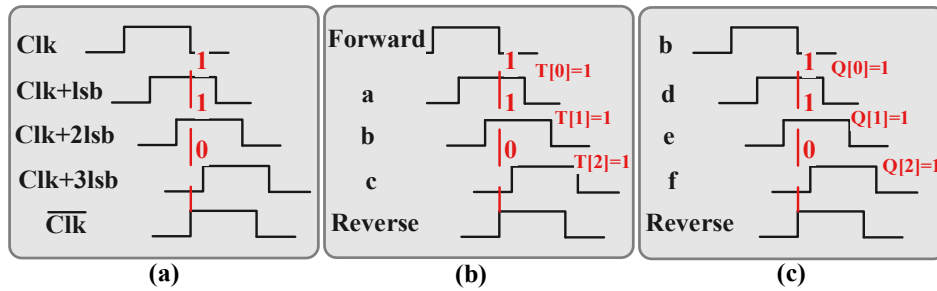 Clk
1
Clk+lsb
1
Clk+2lsb
0
Clk+3lsb
Clk
(a)
Forward
1
T[0]=1
a
1
T[1]=1
b
0
T[2]=1
c
Reverse
(b)
b
1
Q[0]=1
d
1
Q[1]=1
e
0
Q[2]=1
f
Reverse
(c)